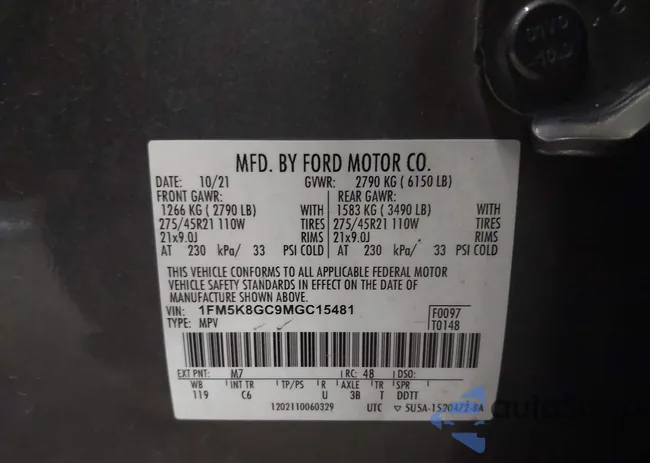 MFD. BY FORD MOTOR CO.
DATE: 10/21 GVWR: 2790 KG ( 6150 LB)
FRONT GAWR: REAR GAWR:
1266 KG ( 2790 LB) WITH 1583 KG ( 3490 LB) WITH
275/45R21 110W TIRES 275/45R21 110W TIRES
21x9.0J RIMS 21x9.0J RIMS
AT 230 kPa/ 33 PSI COLD AT 230 kPa/ 33 PSI COLD
THIS VEHICLE CONFORMS TO ALL APPLICABLE FEDERAL MOTOR
VEHICLE SAFETY STANDARDS IN EFFECT ON THE DATE OF
MANUFACTURE SHOWN ABOVE.
VIN: 1FM5K8GC9MGC15481 F0097
TYPE: MPV T0148
EXT PNT: M7 RC: 48 DSO:
WB INT TR TP/PS R AXLE TR SPR
119 C6 U 3B T DDTT
1202110060329 UTC